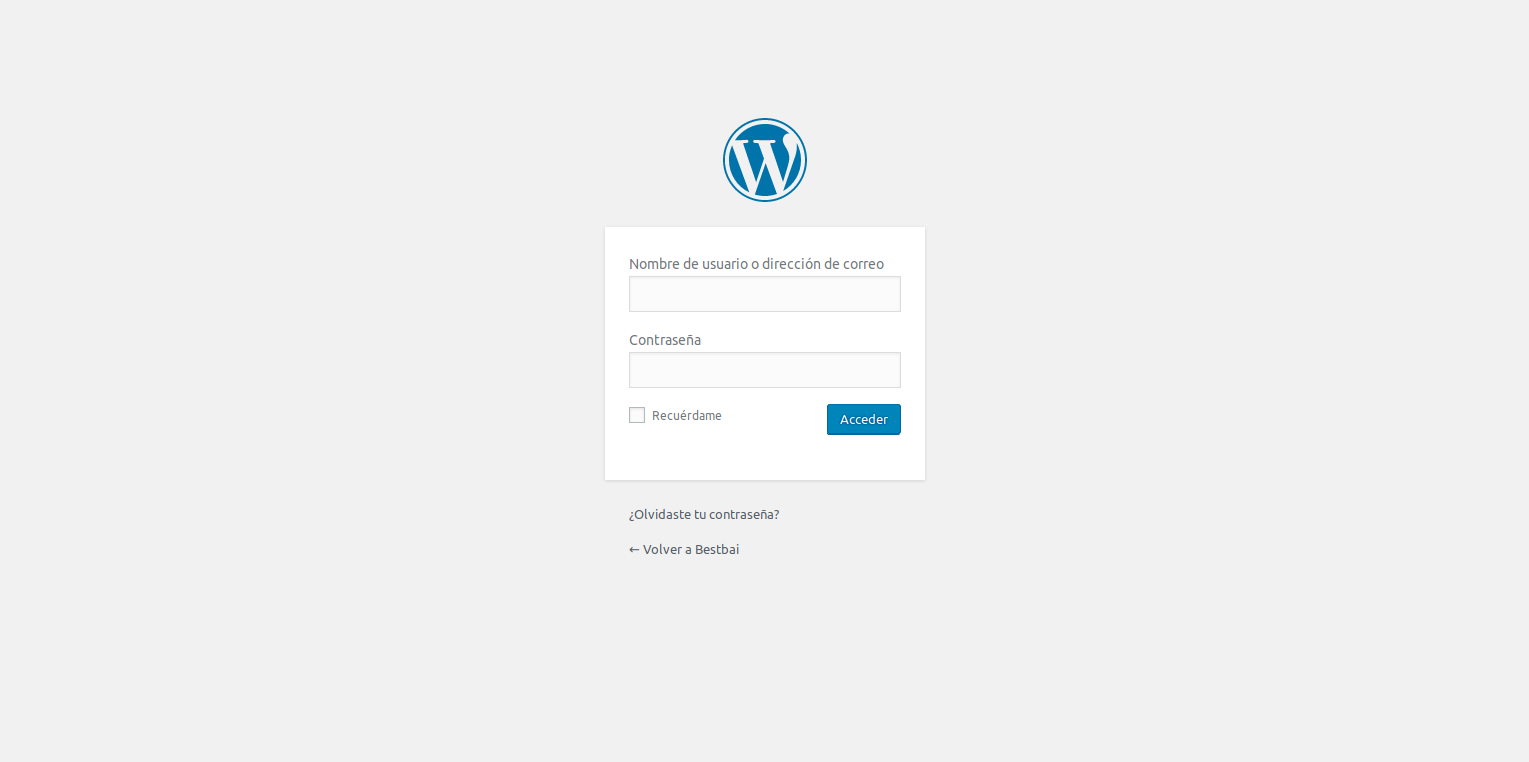 Nombre de usuario o dirección de correo
Contraseña
Recuérdame
Acceder
¿Olvidaste tu contraseña?
← Volver a Bestbai